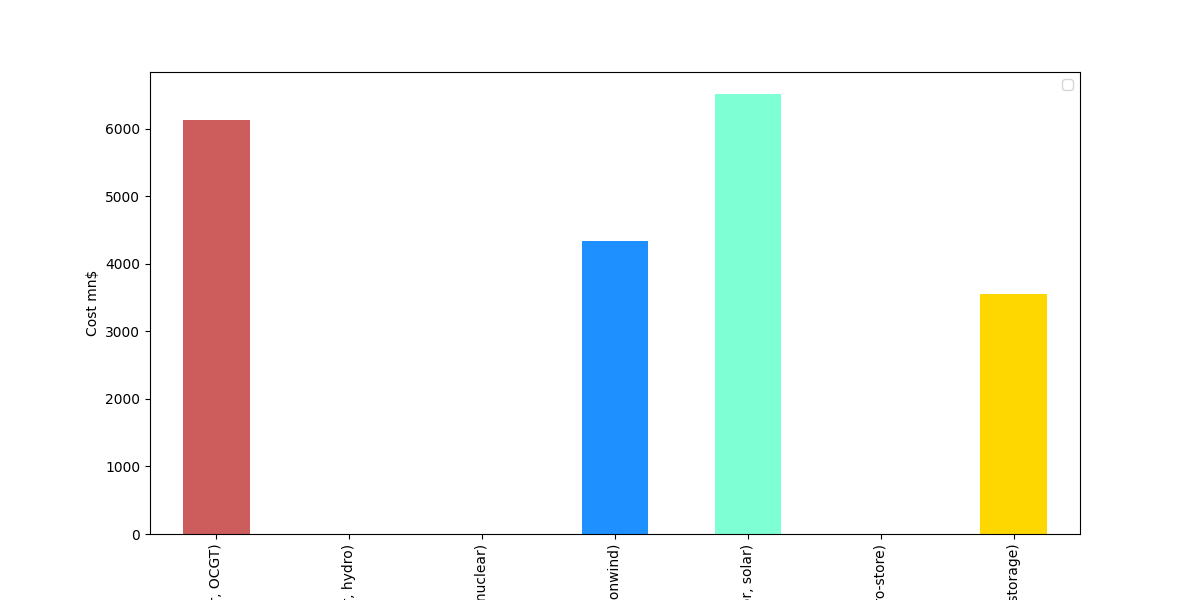 6000
5000
4000
3000
2000
1000
0
Cost mn$
, OCGT)
, hydro)
nuclear)
onwind)
r, solar)
o-store)
storage)